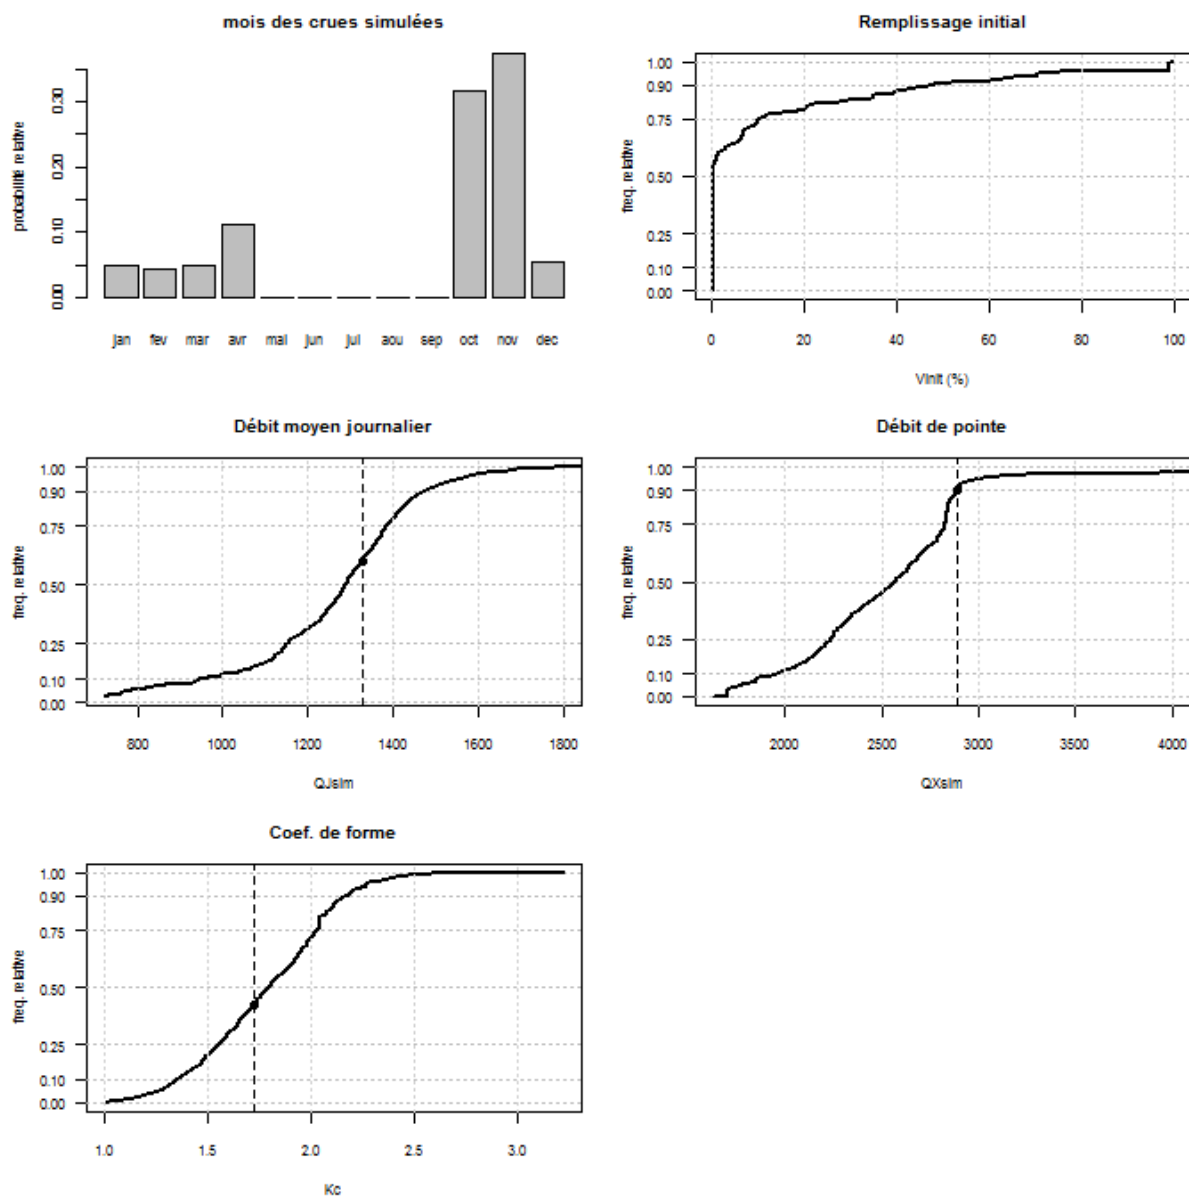 mois des crues simulées
probabilité relative
0.00 0.10 0.20 0.30
jan fev mar avr mai jun jul aou sep oct nov dec
Remplissage initial
freq. relative
1.00
0.90
0.75
0.50
0.25
0.10
0.00
0 20 40 60 80 100
Vinit (%)
Débit moyen journalier
freq. relative
1.00
0.90
0.75
0.50
0.25
0.10
0.00
800 1000 1200 1400 1600 1800
QJsim
Débit de pointe
freq. relative
1.00
0.90
0.75
0.50
0.25
0.10
0.00
2000 2500 3000 3500 4000
QXsim
Coef. de forme
freq. relative
1.00
0.90
0.75
0.50
0.25
0.10
0.00
1.0 1.5 2.0 2.5 3.0
Kc